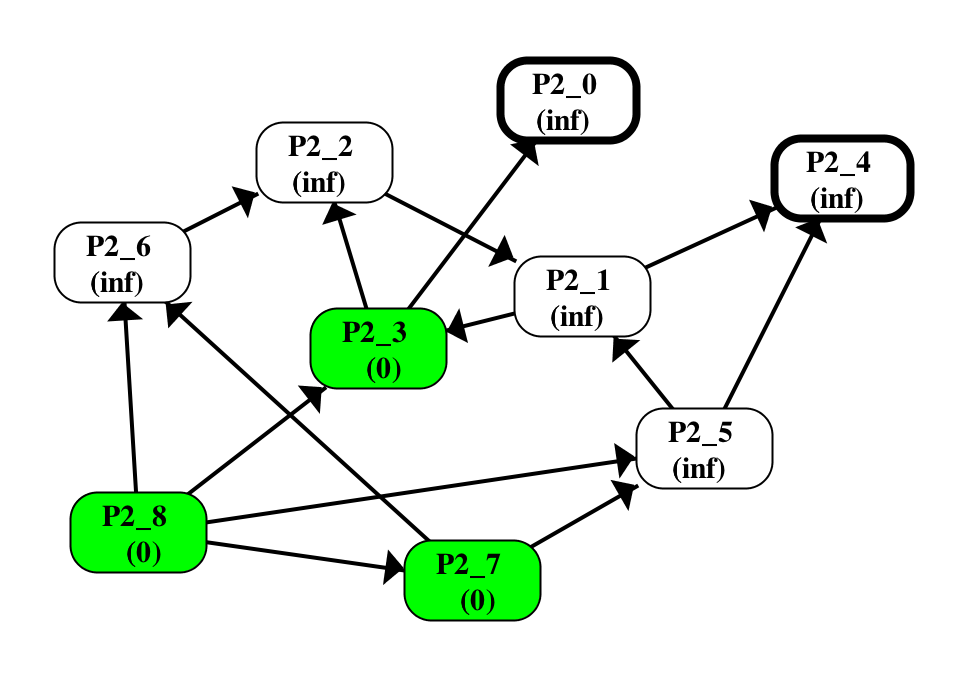 P2_0
(inf)
P2_2
(inf)
P2_4
(inf)
P2_6
(inf)
P2_1
(inf)
P2_3
(0)
P2_5
(inf)
P2_8
(0)
P2_7
(0)